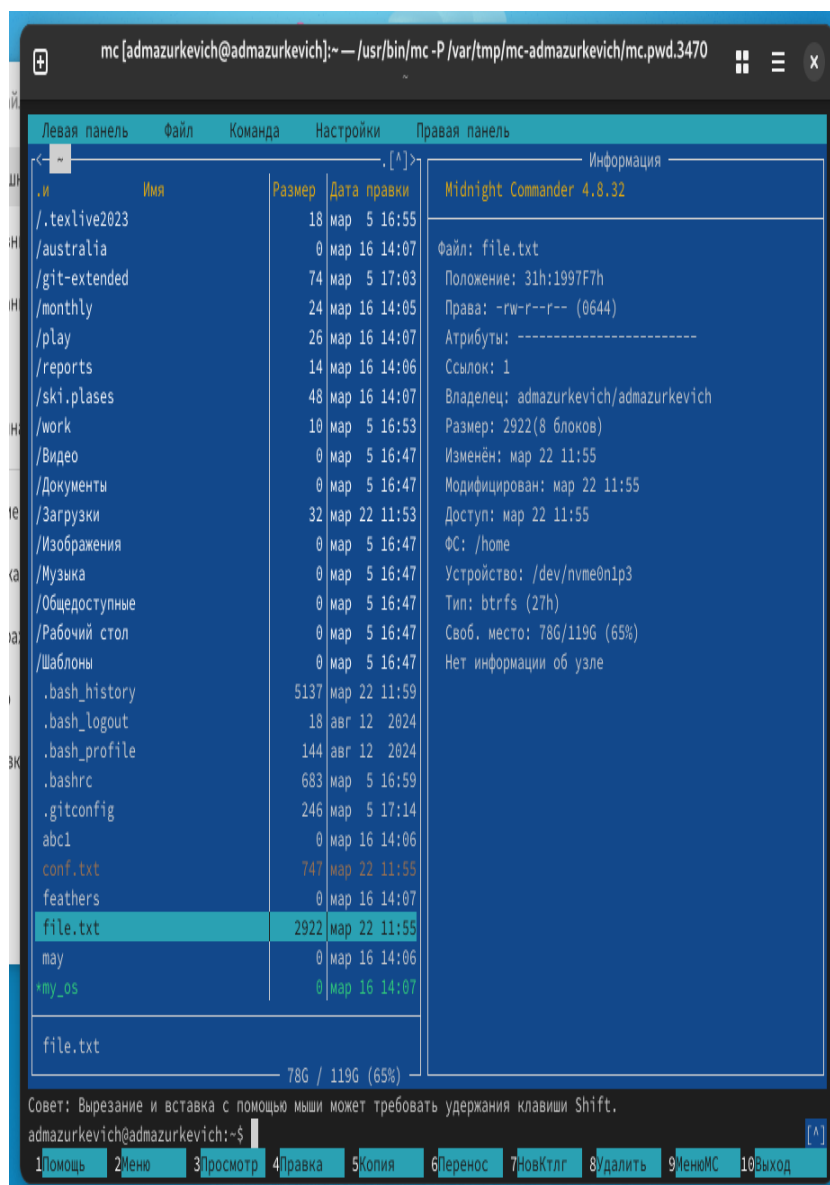 mc [admazurkevich@admazurkevich]:~ — /usr/bin/mc -P /var/tmp/mc-admazurkevich/mc.pwd.3470
~
Левая панель Файл Команда Настройки Правая панель
<─ ~ .[^]>
.и Имя Размер Дата правки
/.texlive2023 18 мар 5 16:55
/australia 0 мар 16 14:07
/git-extended 74 мар 5 17:03
/monthly 24 мар 16 14:05
/play 26 мар 16 14:07
/reports 14 мар 16 14:06
/ski.plases 48 мар 16 14:07
/work 10 мар 5 16:53
/Видео 0 мар 5 16:47
/Документы 0 мар 5 16:47
/Загрузки 32 мар 22 11:53
/Изображения 0 мар 5 16:47
/Музыка 0 мар 5 16:47
/Общедоступные 0 мар 5 16:47
/Рабочий стол 0 мар 5 16:47
/Шаблоны 0 мар 5 16:47
.bash_history 5137 мар 22 11:59
.bash_logout 18 авг 12 2024
.bash_profile 144 авг 12 2024
.bashrc 683 мар 5 16:59
.gitconfig 246 мар 5 17:14
abc1 0 мар 16 14:06
conf.txt 747 мар 22 11:55
feathers 0 мар 16 14:07
file.txt 2922 мар 22 11:55
may 0 мар 16 14:06
*my_os 0 мар 16 14:07
file.txt
78G / 119G (65%)
Информация
Midnight Commander 4.8.32
Файл: file.txt
Положение: 31h:1997F7h
Права: -rw-r--r-- (0644)
Атрибуты: -------------------------
Ссылок: 1
Владелец: admazurkevich/admazurkevich
Размер: 2922(8 блоков)
Изменён: мар 22 11:55
Модифицирован: мар 22 11:55
Доступ: мар 22 11:55
ФС: /home
Устройство: /dev/nvme0n1p3
Тип: btrfs (27h)
Своб. место: 78G/119G (65%)
Нет информации об узле
Совет: Вырезание и вставка с помощью мыши может требовать удержания клавиши Shift.
admazurkevich@admazurkevich:~$ [^]
1Помощь 2Меню 3Просмотр 4Правка 5Копия 6Перенос 7НовКтлг 8Удалить 9МенюМС 10Выход